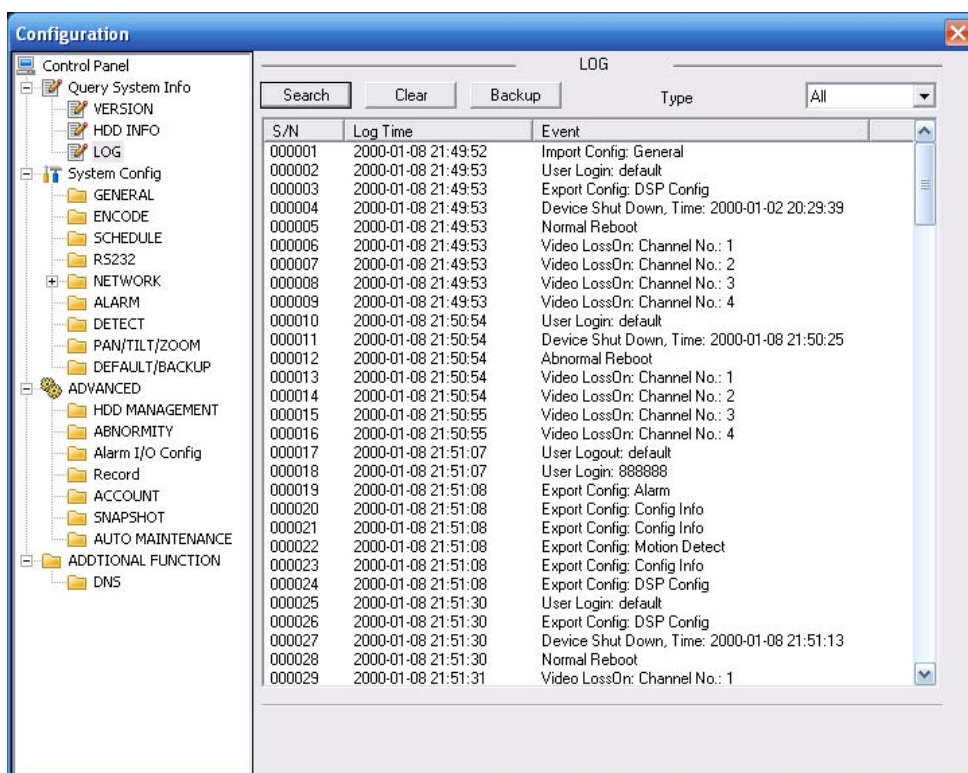 Configuration
Control Panel
Query System Info
VERSION
HDD INFO
LOG
System Config
GENERAL
ENCODE
SCHEDULE
RS232
NETWORK
ALARM
DETECT
PAN/TILT/ZOOM
DEFAULT/BACKUP
ADVANCED
HDD MANAGEMENT
ABNORMITY
Alarm I/O Config
Record
ACCOUNT
SNAPSHOT
AUTO MAINTENANCE
ADDTIONAL FUNCTION
DNS
LOG
Search Clear Backup Type All
S/N Log Time Event
000001 2000-01-08 21:49:52 Import Config: General
000002 2000-01-08 21:49:53 User Login: default
000003 2000-01-08 21:49:53 Export Config: DSP Config
000004 2000-01-08 21:49:53 Device Shut Down, Time: 2000-01-02 20:29:39
000005 2000-01-08 21:49:53 Normal Reboot
000006 2000-01-08 21:49:53 Video LossOn: Channel No.: 1
000007 2000-01-08 21:49:53 Video LossOn: Channel No.: 2
000008 2000-01-08 21:49:53 Video LossOn: Channel No.: 3
000009 2000-01-08 21:49:53 Video LossOn: Channel No.: 4
000010 2000-01-08 21:50:54 User Login: default
000011 2000-01-08 21:50:54 Device Shut Down, Time: 2000-01-08 21:50:25
000012 2000-01-08 21:50:54 Abnormal Reboot
000013 2000-01-08 21:50:54 Video LossOn: Channel No.: 1
000014 2000-01-08 21:50:54 Video LossOn: Channel No.: 2
000015 2000-01-08 21:50:55 Video LossOn: Channel No.: 3
000016 2000-01-08 21:50:55 Video LossOn: Channel No.: 4
000017 2000-01-08 21:51:07 User Logout: default
000018 2000-01-08 21:51:07 User Login: 888888
000019 2000-01-08 21:51:08 Export Config: Alarm
000020 2000-01-08 21:51:08 Export Config: Config Info
000021 2000-01-08 21:51:08 Export Config: Config Info
000022 2000-01-08 21:51:08 Export Config: Motion Detect
000023 2000-01-08 21:51:08 Export Config: Config Info
000024 2000-01-08 21:51:08 Export Config: DSP Config
000025 2000-01-08 21:51:30 User Login: default
000026 2000-01-08 21:51:30 Export Config: DSP Config
000027 2000-01-08 21:51:30 Device Shut Down, Time: 2000-01-08 21:51:13
000028 2000-01-08 21:51:30 Normal Reboot
000029 2000-01-08 21:51:31 Video LossOn: Channel No.: 1